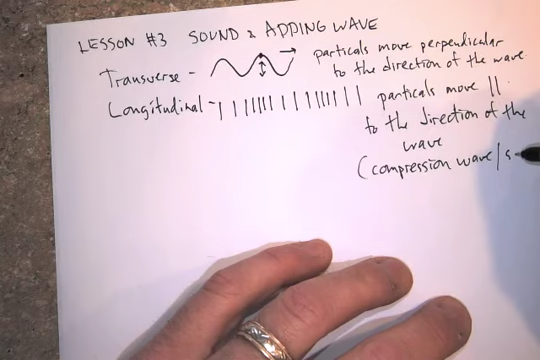 LESSON #3 SOUND & ADDING WAVE
Transverse - particals move perpendicular
to the direction of the wave.
Longitudinal - particals move ||
to the direction of the
wave
(compression wave/s